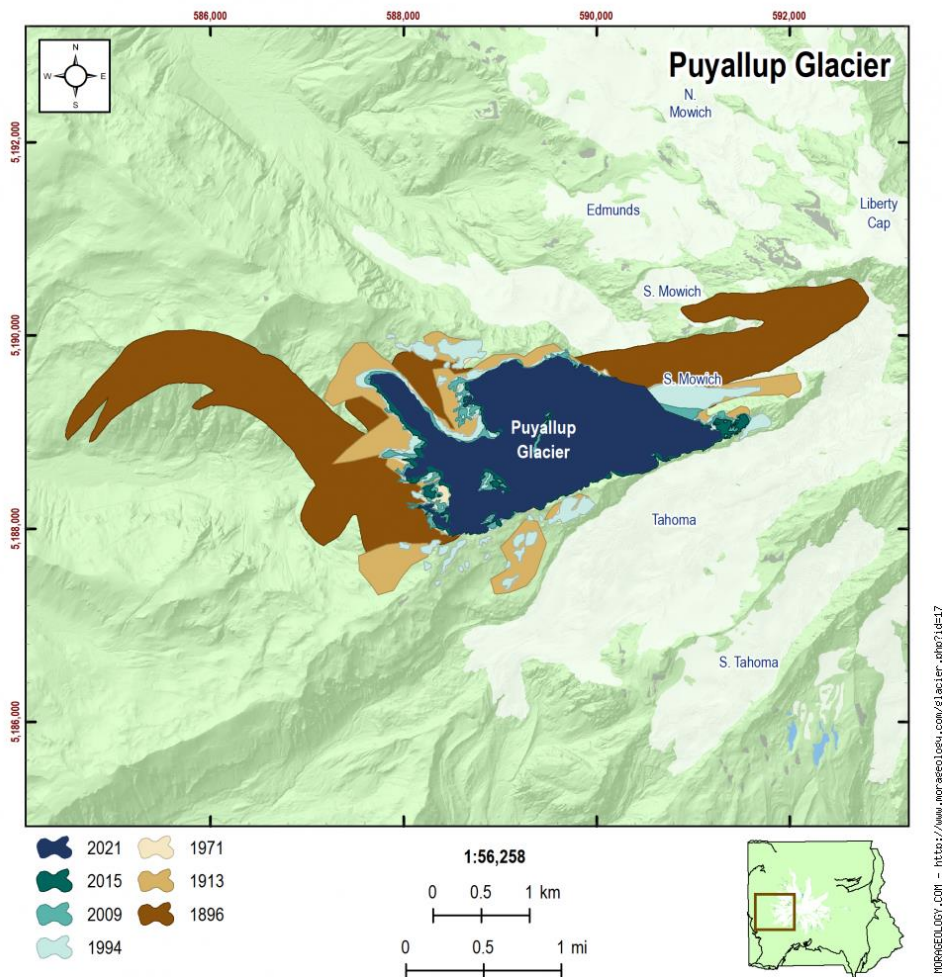 586,000
588,000
590,000
592,000
N
W
E
S
Puyallup Glacier
N.
Mowich
5,192,000
Edmunds
Liberty
Cap
S. Mowich
5,190,000
S. Mowich
Puyallup
Glacier
5,188,000
Tahoma
S. Tahoma
5,186,000
2021
1971
2015
1913
2009
1896
1994
1:56,258
0 0.5 1 km
0 0.5 1 mi
MORAGEOLOGY.COM - http://www.morageology.com/glacier.php?id=17